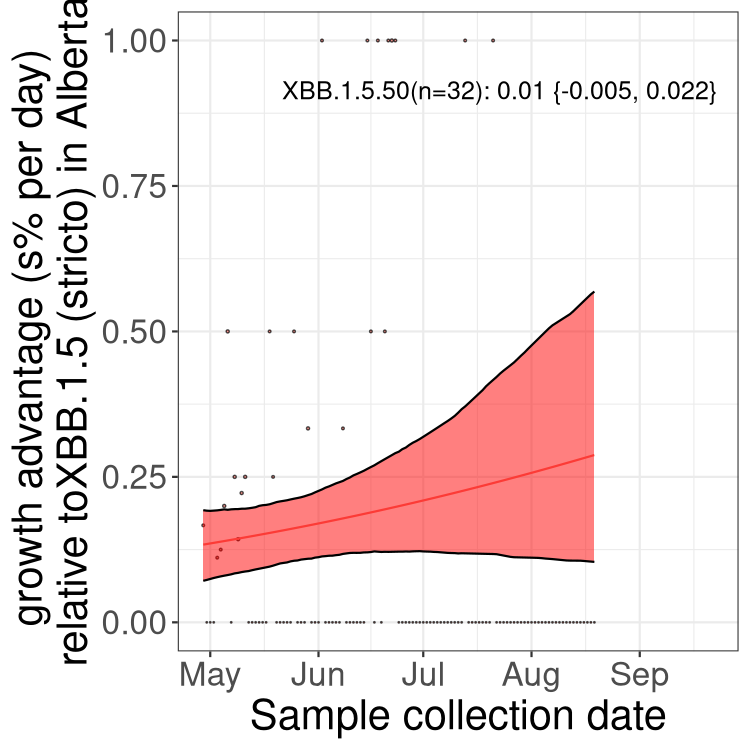 growth advantage (s% per day)
relative toXBB.1.5 (stricto) in Alberta
1.00
0.75
0.50
0.25
0.00
XBB.1.5.50(n=32): 0.01 {-0.005, 0.022}
May Jun Jul Aug Sep
Sample collection date